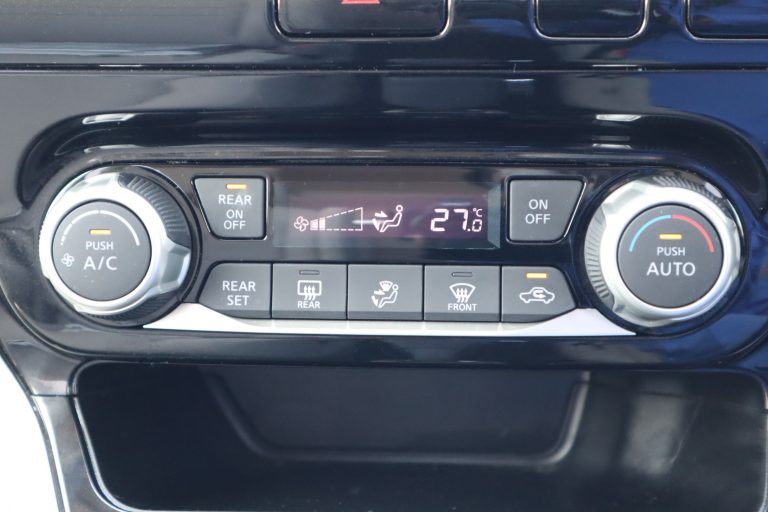 REAR
ON
OFF
27.0
°C
ON
OFF
PUSH
A/C
PUSH
AUTO
REAR
SET
REAR
FRONT